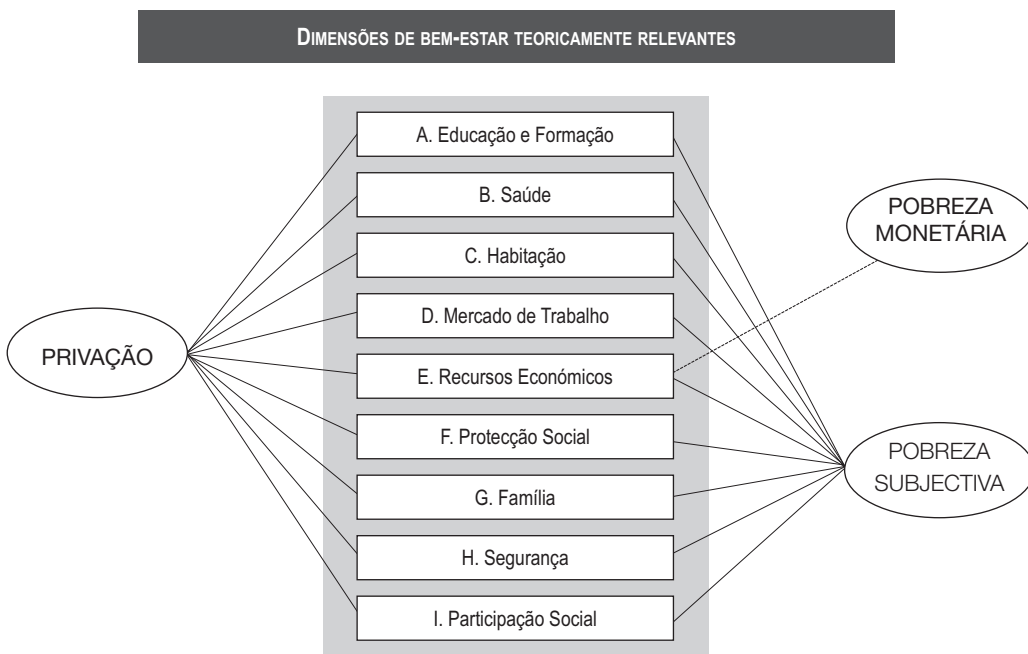 DIMENSÕES DE BEM-ESTAR TEORICAMENTE RELEVANTES
A. Educação e Formação
B. Saúde
C. Habitação
D. Mercado de Trabalho
E. Recursos Económicos
F. Protecção Social
G. Família
H. Segurança
I. Participação Social
PRIVAÇÃO
POBREZA
MONETÁRIA
POBREZA
SUBJECTIVA